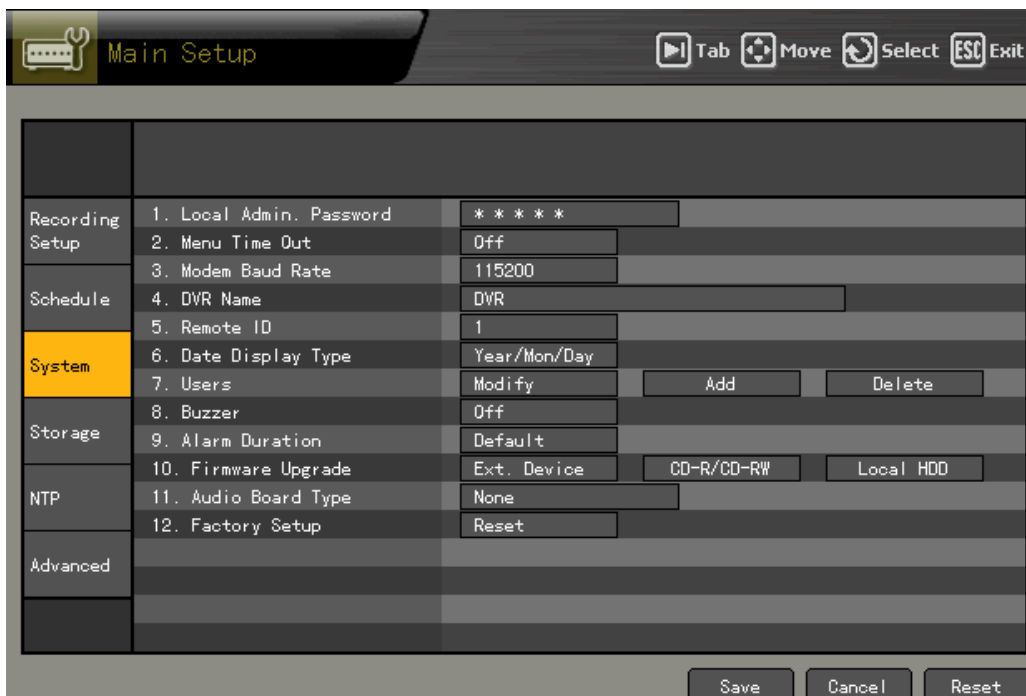 Main Setup
Tab Move Select ESC Exit
Recording
Setup
Schedule
System
Storage
NTP
Advanced
1. Local Admin. Password * * * * *
2. Menu Time Out Off
3. Modem Baud Rate 115200
4. DVR Name DVR
5. Remote ID 1
6. Date Display Type Year/Mon/Day
7. Users Modify Add Delete
8. Buzzer Off
9. Alarm Duration Default
10. Firmware Upgrade Ext. Device CD-R/CD-RW Local HDD
11. Audio Board Type None
12. Factory Setup Reset
Save Cancel Reset